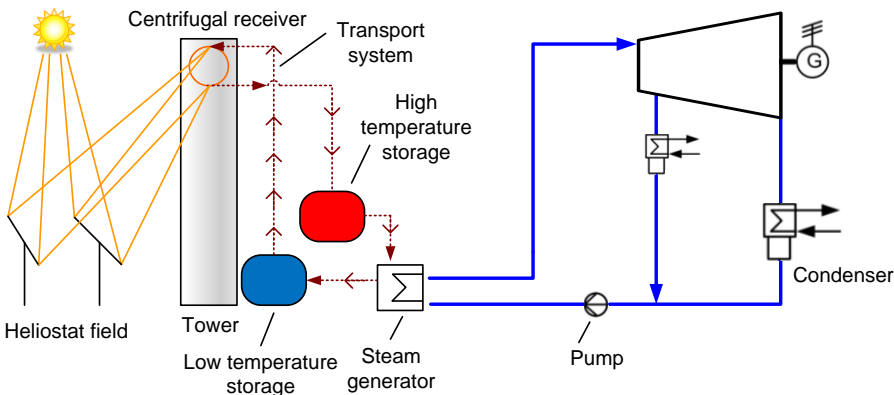 Centrifugal receiver
Transport
system
High
temperature
storage
G
Condenser
Heliostat field
Tower
Low temperature
storage
Steam
generator
Pump